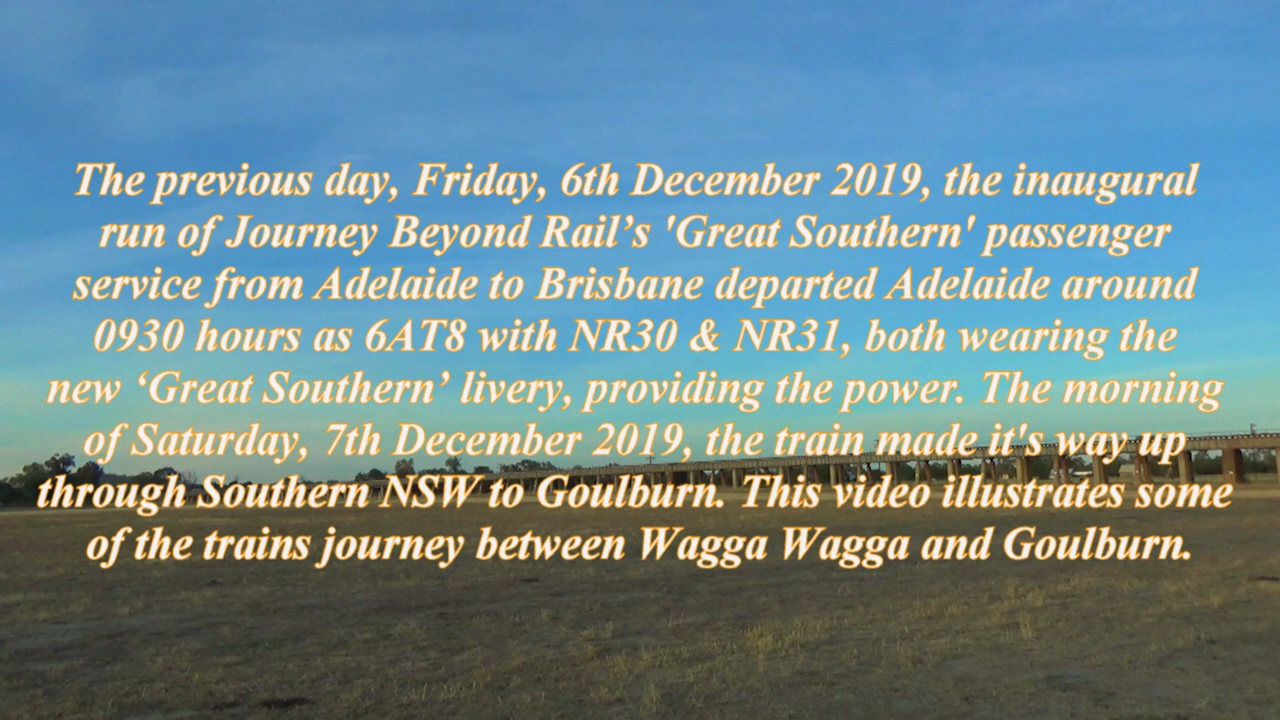 The previous day, Friday, 6th December 2019, the inaugural
run of Journey Beyond Rail’s 'Great Southern' passenger
service from Adelaide to Brisbane departed Adelaide around
0930 hours as 6AT8 with NR30 & NR31, both wearing the
new ‘Great Southern’ livery, providing the power. The morning
of Saturday, 7th December 2019, the train made it's way up
through Southern NSW to Goulburn. This video illustrates some
of the trains journey between Wagga Wagga and Goulburn.